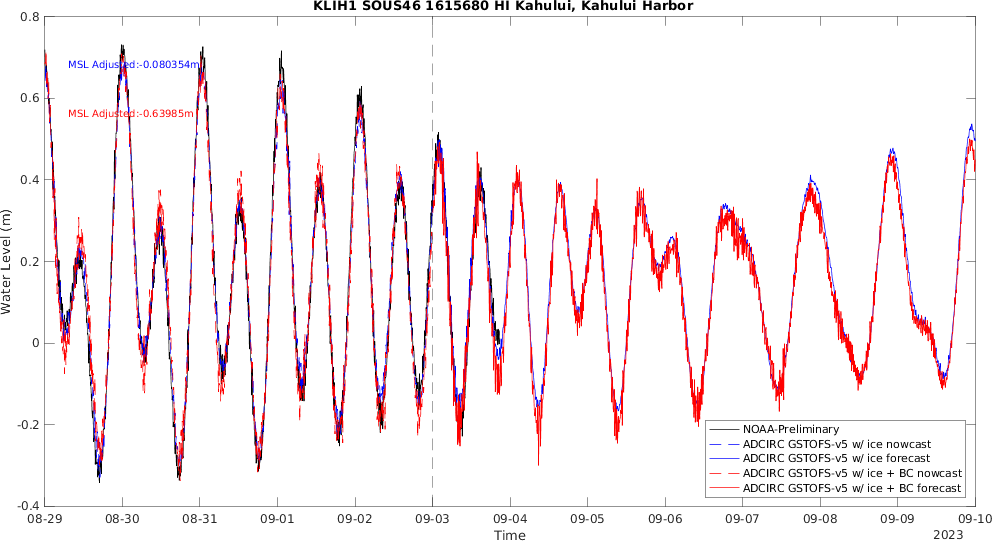 KLIH1 SOUS46 1615680 HI Kahului, Kahului Harbor
0.8
0.6
0.4
0.2
0
-0.2
-0.4
Water Level (m)
MSL Adjusted:-0.080354m
MSL Adjusted:-0.63985m
NOAA-Preliminary
ADCIRC GSTOFS-v5 w/ ice nowcast
ADCIRC GSTOFS-v5 w/ ice forecast
ADCIRC GSTOFS-v5 w/ ice + BC nowcast
ADCIRC GSTOFS-v5 w/ ice + BC forecast
08-29 08-30 08-31 09-01 09-02 09-03 09-04 09-05 09-06 09-07 09-08 09-09 09-10
Time
2023